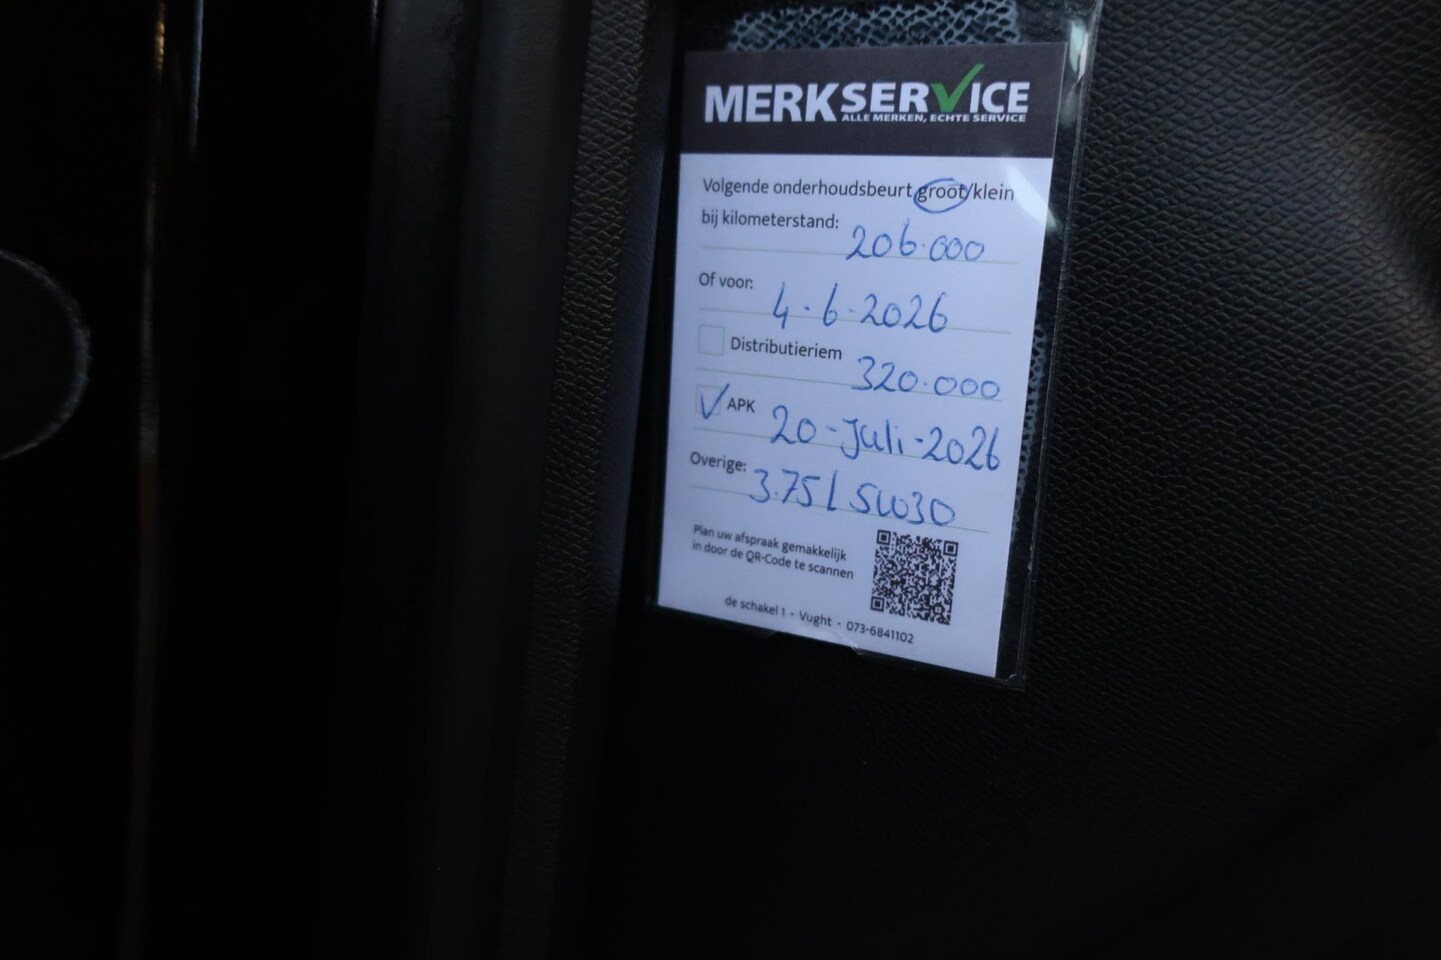 MERKSERVICE
ALLE MERKEN, ECHTE SERVICE
Volgende onderhoudsbeurt groot/klein
bij kilometerstand: 206.000
Of voor: 4-6-2026
Distributieriem 320.000
APK 20-Juli-2026
Overige: 3.75l 5W30
Plan uw afspraak gemakkelijk
in door de QR-Code te scannen
de schakel 1 - Vught - 073-6841102